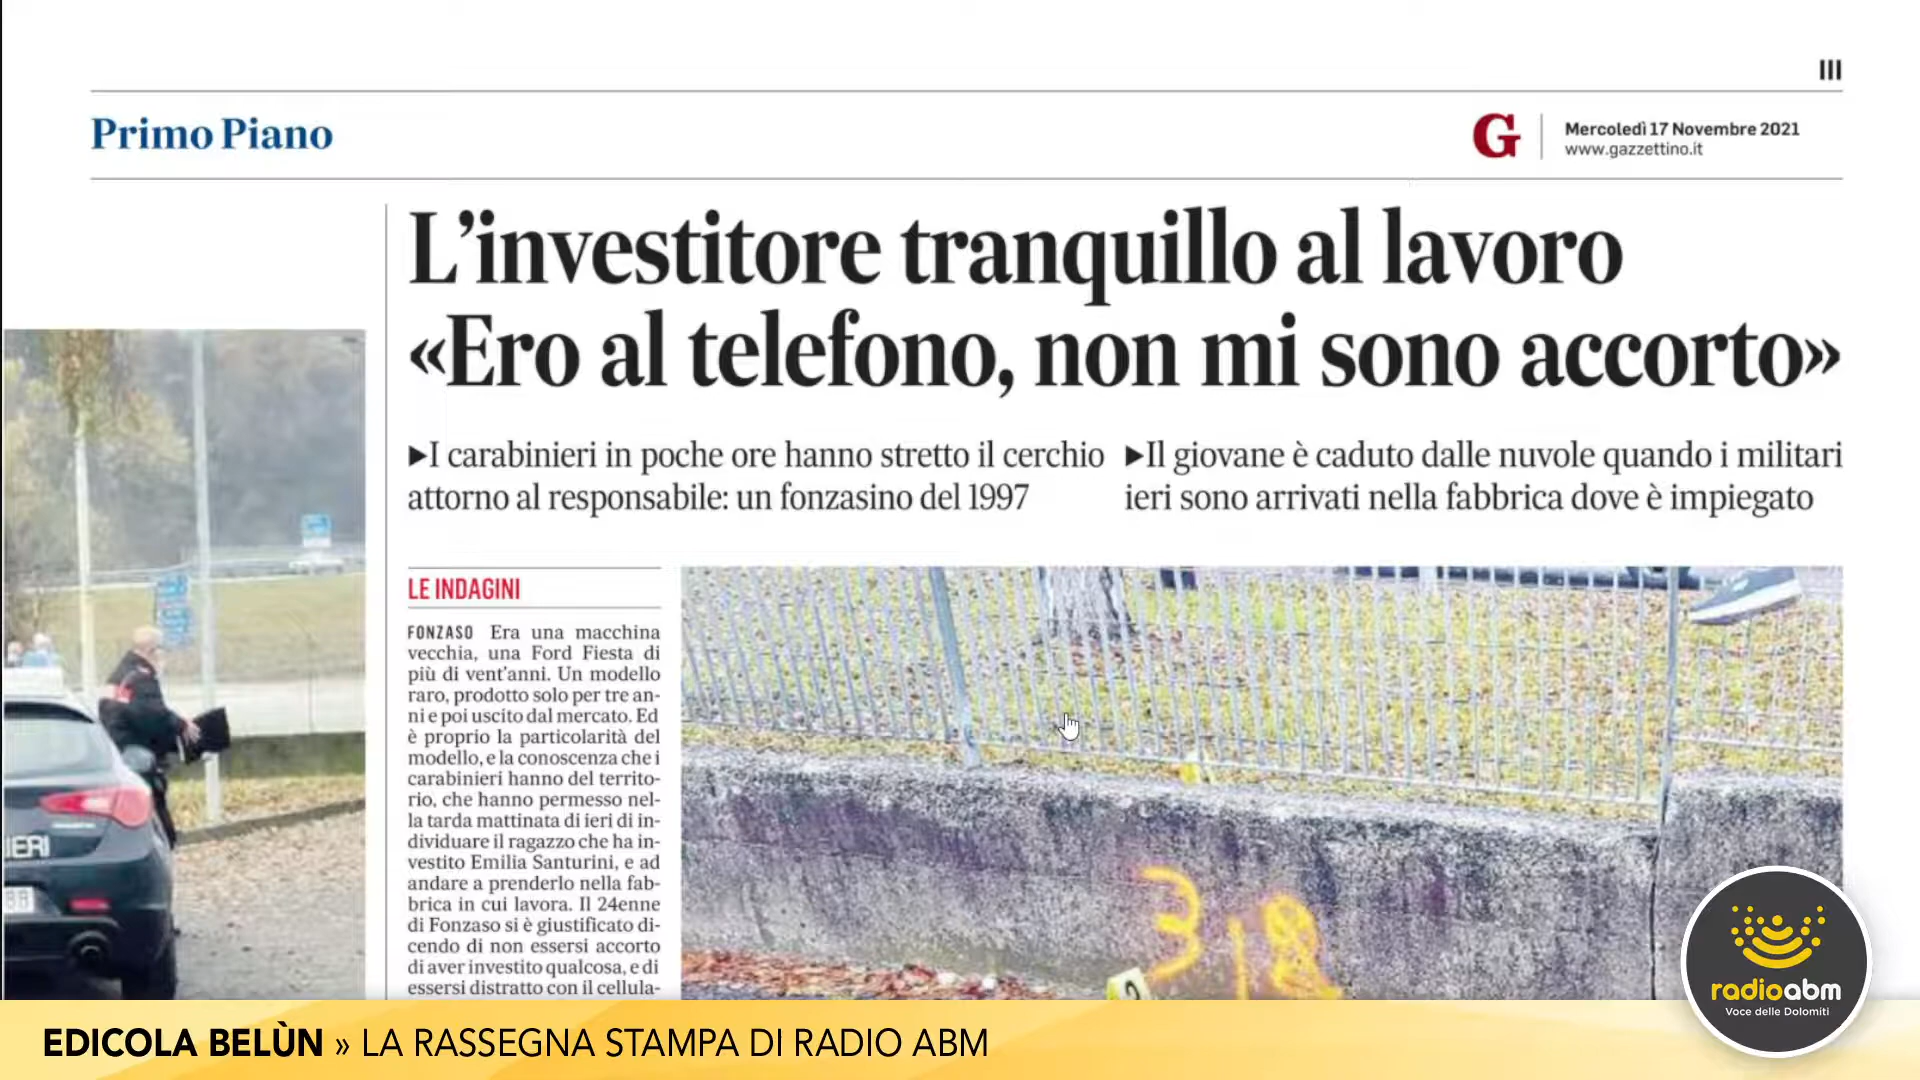 III
Primo Piano
G
Mercoledì 17 Novembre 2021
www.gazzettino.it
L'investitore tranquillo al lavoro
«Ero al telefono, non mi sono accorto»
►I carabinieri in poche ore hanno stretto il cerchio
attorno al responsabile: un fonzasino del 1997
►Il giovane è caduto dalle nuvole quando i militari
ieri sono arrivati nella fabbrica dove è impiegato
LE INDAGINI
FONZASO Era una macchina
vecchia, una Ford Fiesta di
più di vent'anni. Un modello
raro, prodotto solo per tre an-
ni e poi uscito dal mercato. Ed
è proprio la particolarità del
modello, e la conoscenza che i
carabinieri hanno del territo-
rio, che hanno permesso nel-
la tarda mattinata di ieri di in-
dividuare il ragazzo che ha in-
vestito Emilia Santurini, e ad
andare a prenderlo nella fab-
brica in cui lavora. Il 24enne
di Fonzaso si è giustificato di-
cendo di non essersi accorto
di aver investito qualcosa, e di
essersi distratto con il cellula-
IERI
318
2
radioabm
Voce delle Dolomiti
EDICOLA BELÙN » LA RASSEGNA STAMPA DI RADIO ABM